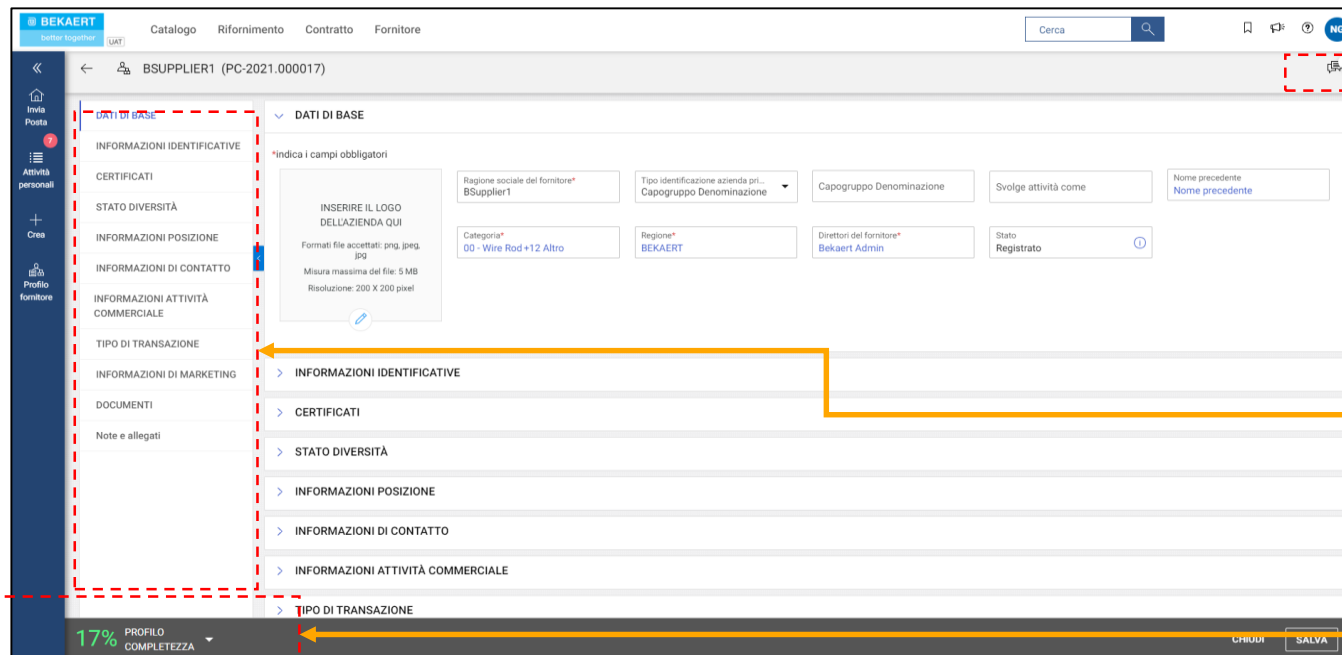 BEKAERT
better together
UAT
Catalogo Rifornimento Contratto Fornitore
Cerca
NG
BSUPPLIER1 (PC-2021.000017)
Invia
Posta
7
Attività
personali
Crea
Profilo
fornitore
DATI DI BASE
INFORMAZIONI IDENTIFICATIVE
CERTIFICATI
STATO DIVERSITÀ
INFORMAZIONI POSIZIONE
INFORMAZIONI DI CONTATTO
INFORMAZIONI ATTIVITÀ
COMMERCIALE
TIPO DI TRANSAZIONE
INFORMAZIONI DI MARKETING
DOCUMENTI
Note e allegati
DATI DI BASE
*indica i campi obbligatori
INSERIRE IL LOGO
DELL'AZIENDA QUI
Formati file accettati: png, jpeg,
jpg
Misura massima del file: 5 MB
Risoluzione: 200 X 200 pixel
Ragione sociale del fornitore*
BSupplier1
Tipo identificazione azienda pri...
Capogruppo Denominazione
Capogruppo Denominazione
Svolge attività come
Nome precedente
Nome precedente
Categoria*
00 - Wire Rod +12 Altro
Regione*
BEKAERT
Direttori del fornitore*
Bekaert Admin
Stato
Registrato
INFORMAZIONI IDENTIFICATIVE
CERTIFICATI
STATO DIVERSITÀ
INFORMAZIONI POSIZIONE
INFORMAZIONI DI CONTATTO
INFORMAZIONI ATTIVITÀ COMMERCIALE
TIPO DI TRANSAZIONE
17% PROFILO
COMPLETEZZA
CHIUDI SALVA